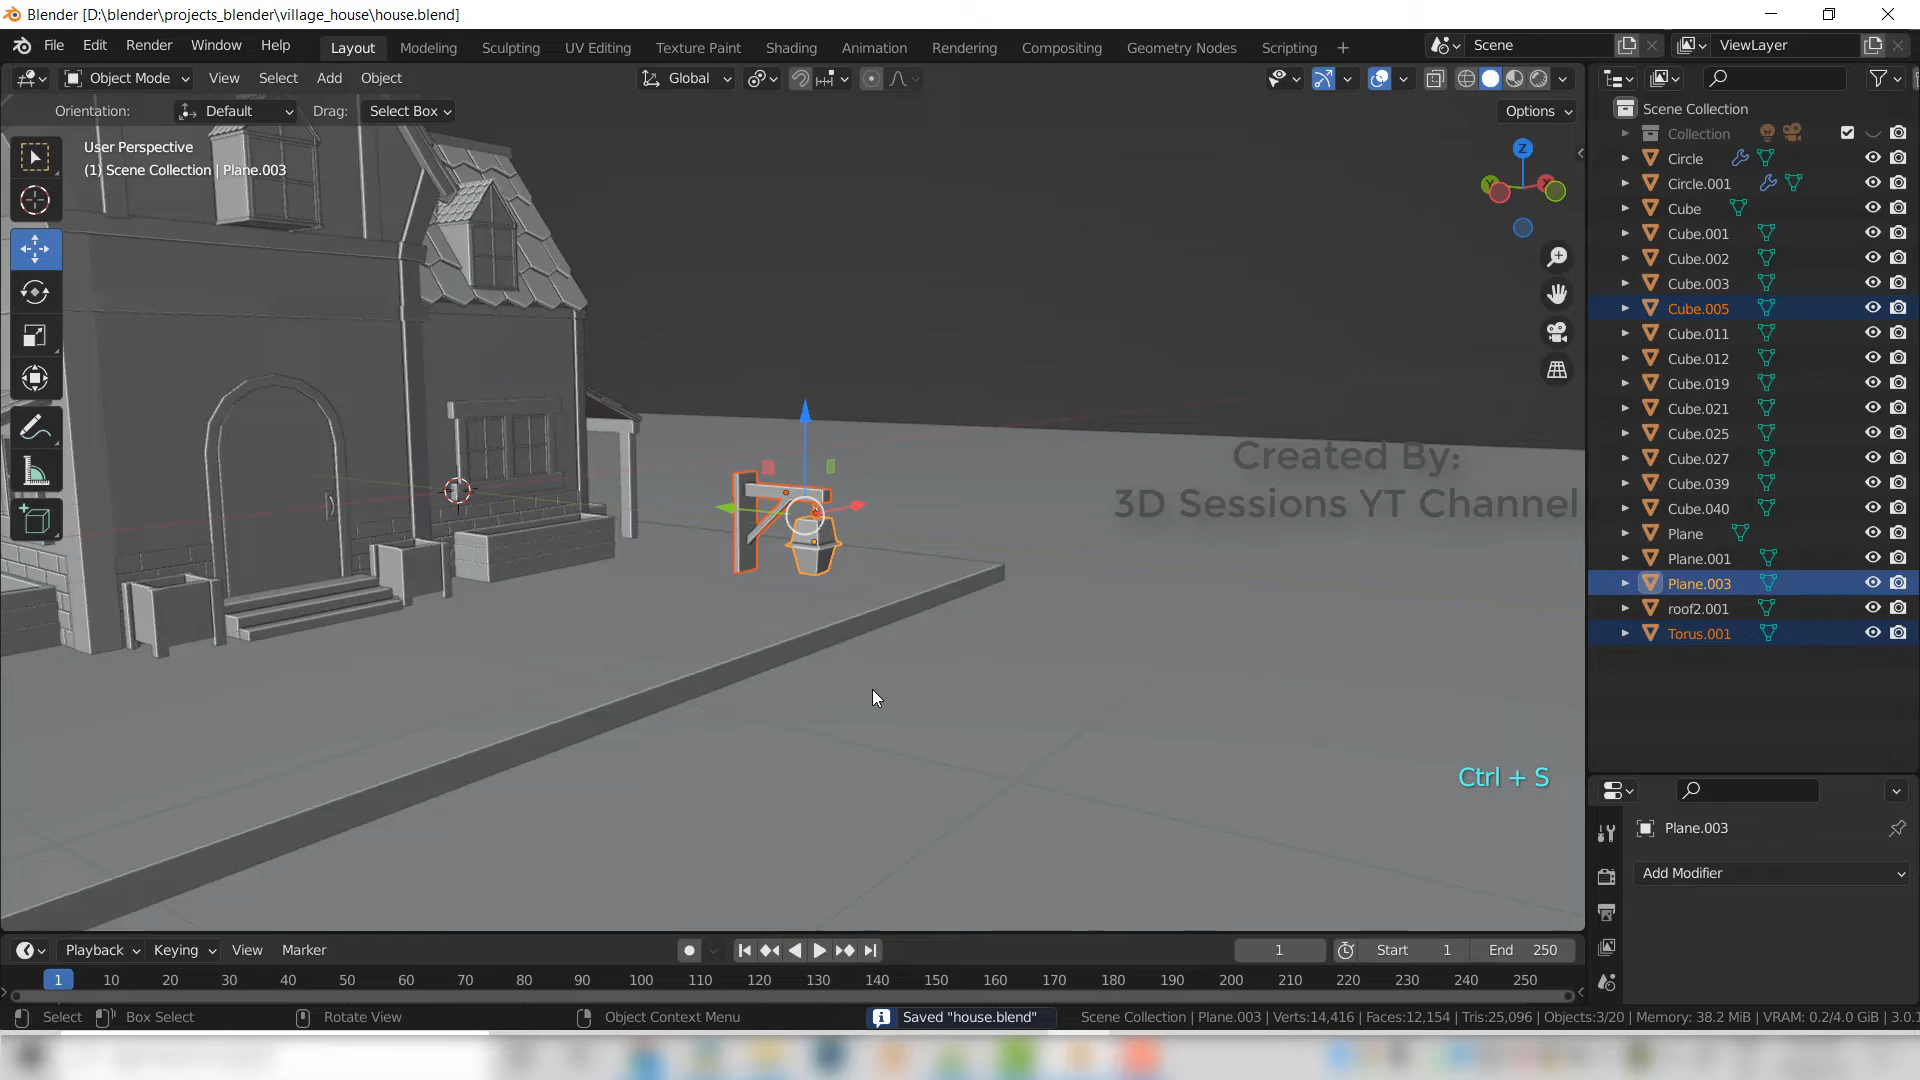 Blender [D:\blender\projects_blender\village_house\house.blend]
File Edit Render Window Help
Layout Modeling Sculpting UV Editing Texture Paint Shading Animation Rendering Compositing Geometry Nodes Scripting +
Scene
ViewLayer
Object Mode View Select Add Object
Global
Orientation: Default Drag: Select Box
Options
User Perspective
(1) Scene Collection | Plane.003
Z
Y
Created By:
3D Sessions YT Channel
Ctrl + S
Scene Collection
Collection
Circle
Circle.001
Cube
Cube.001
Cube.002
Cube.003
Cube.005
Cube.011
Cube.012
Cube.019
Cube.021
Cube.025
Cube.027
Cube.039
Cube.040
Plane
Plane.001
Plane.003
roof2.001
Torus.001
Plane.003
Add Modifier
Playback Keying View Marker
1
Start 1
End 250
1 10 20 30 40 50 60 70 80 90 100 110 120 130 140 150 160 170 180 190 200 210 220 230 240 250
Select Box Select Rotate View Object Context Menu
Saved "house.blend"
Scene Collection | Plane.003 | Verts:14,416 | Faces:12,154 | Tris:25,096 | Objects:3/20 | Memory: 38.2 MiB | VRAM: 0.2/4.0 GiB | 3.0.1